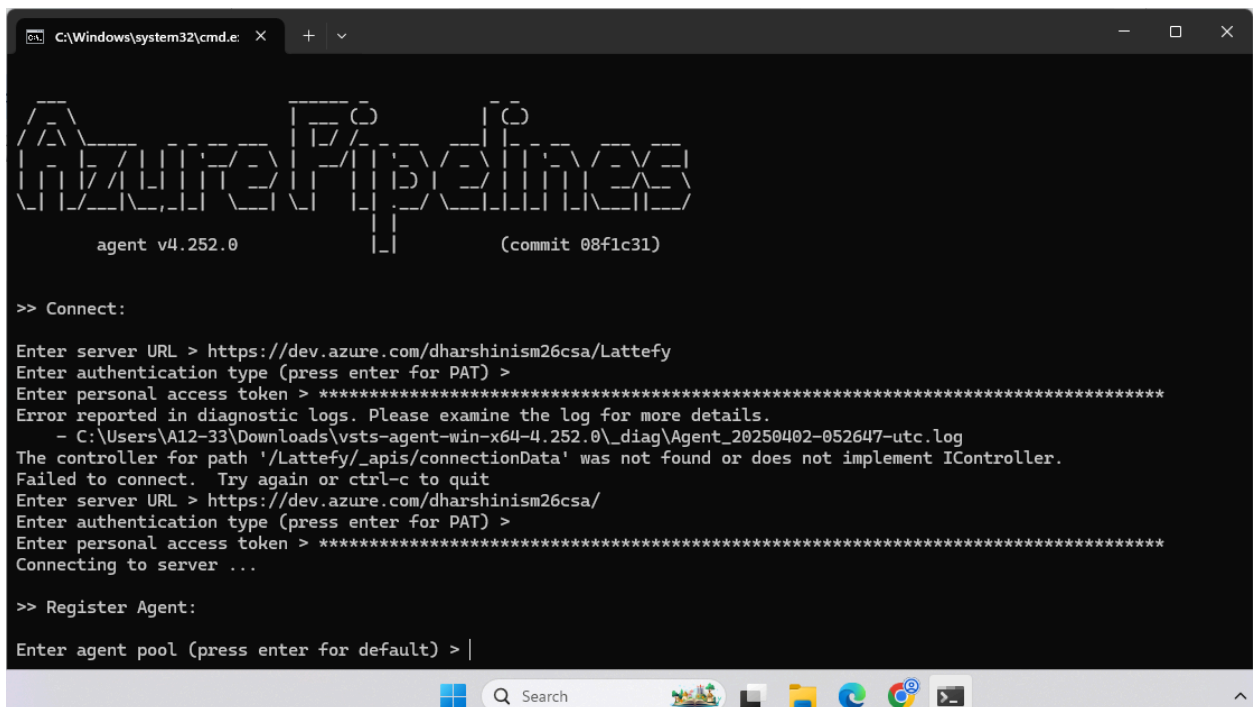 C:\Windows\system32\cmd.e:
Azure Pipelines
agent v4.252.0 (commit 08f1c31)
>> Connect:
Enter server URL > https://dev.azure.com/dharshinism26csa/Lattefy
Enter authentication type (press enter for PAT) >
Enter personal access token > ************************************************************************************
Error reported in diagnostic logs. Please examine the log for more details.
- C:\Users\A12-33\Downloads\vsts-agent-win-x64-4.252.0\_diag\Agent_20250402-052647-utc.log
The controller for path '/Lattefy/_apis/connectionData' was not found or does not implement IController.
Failed to connect.  Try again or ctrl-c to quit
Enter server URL > https://dev.azure.com/dharshinism26csa/
Enter authentication type (press enter for PAT) >
Enter personal access token > ************************************************************************************
Connecting to server ...
>> Register Agent:
Enter agent pool (press enter for default) >
Search